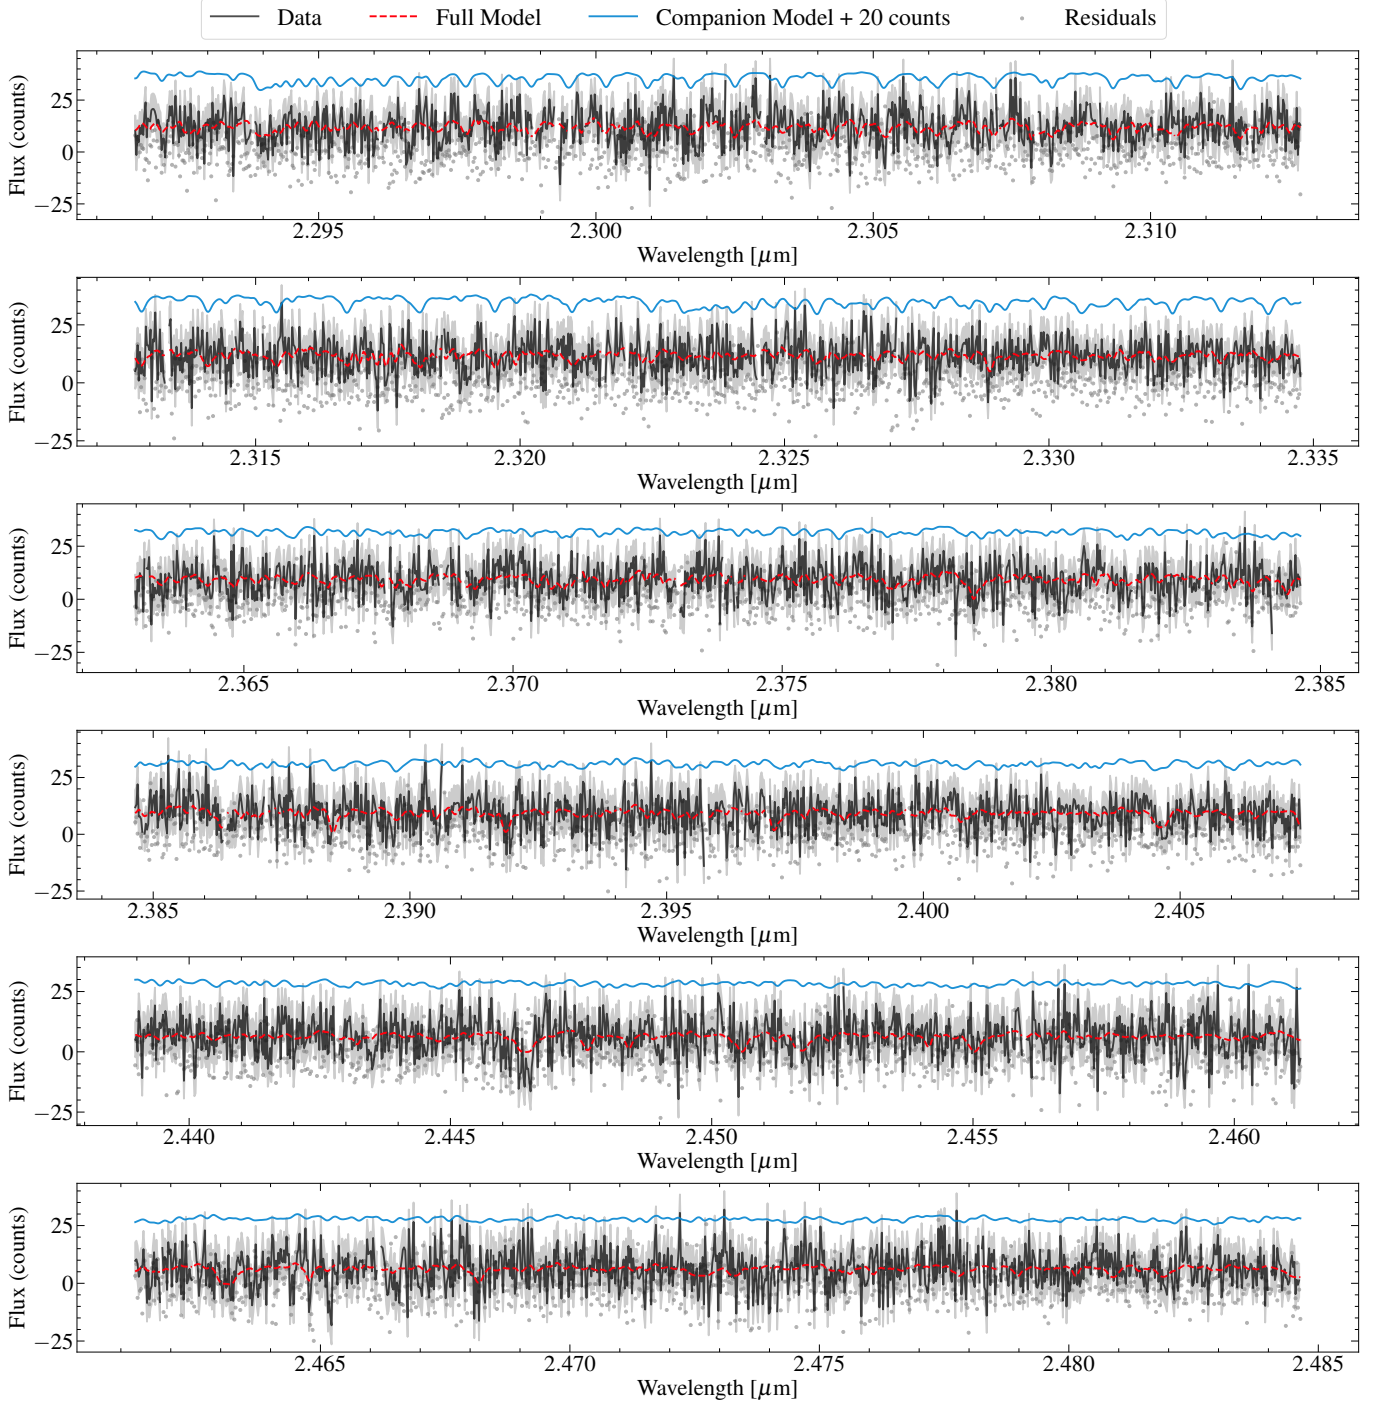 Data Full Model Companion Model + 20 counts Residuals
Flux (counts)
25
0
−25
2.295 2.300 2.305 2.310
Wavelength [μm]
Flux (counts)
25
0
−25
2.315 2.320 2.325 2.330 2.335
Wavelength [μm]
Flux (counts)
25
0
−25
2.365 2.370 2.375 2.380 2.385
Wavelength [μm]
Flux (counts)
25
0
−25
2.385 2.390 2.395 2.400 2.405
Wavelength [μm]
Flux (counts)
25
0
−25
2.440 2.445 2.450 2.455 2.460
Wavelength [μm]
Flux (counts)
25
0
−25
2.465 2.470 2.475 2.480 2.485
Wavelength [μm]